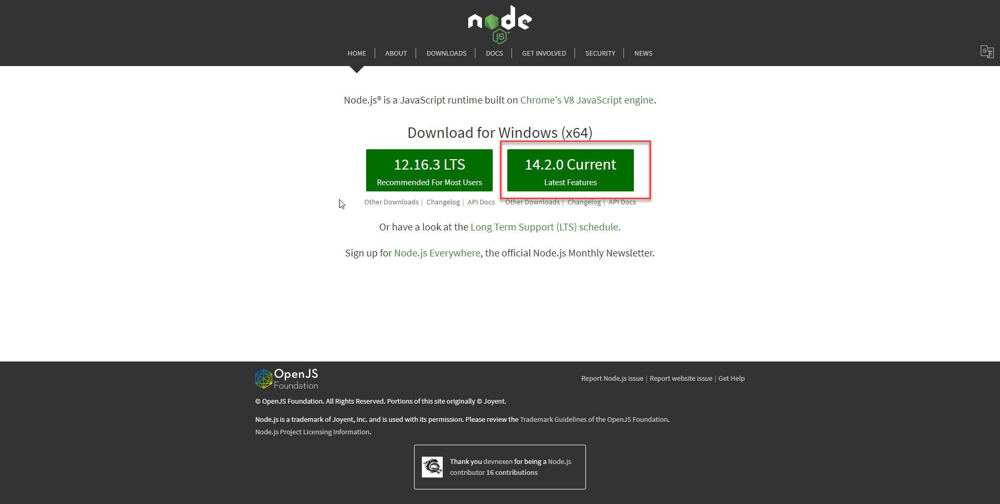 node
JS
HOME | ABOUT | DOWNLOADS | DOCS | GET INVOLVED | SECURITY | NEWS
Node.js® is a JavaScript runtime built on Chrome's V8 JavaScript engine.
Download for Windows (x64)
12.16.3 LTS
Recommended For Most Users
14.2.0 Current
Latest Features
Other Downloads | Changelog | API Docs
Other Downloads | Changelog | API Docs
Or have a look at the Long Term Support (LTS) schedule.
Sign up for Node.js Everywhere, the official Node.js Monthly Newsletter.
OpenJS
Foundation
Report Node.js issue | Report website issue | Get Help
© OpenJS Foundation. All Rights Reserved. Portions of this site originally © Joyent.
Node.js is a trademark of Joyent, Inc. and is used with its permission. Please review the Trademark Guidelines of the OpenJS Foundation.
Node.js Project Licensing Information.
Thank you devnexen for being a Node.js
contributor 16 contributions